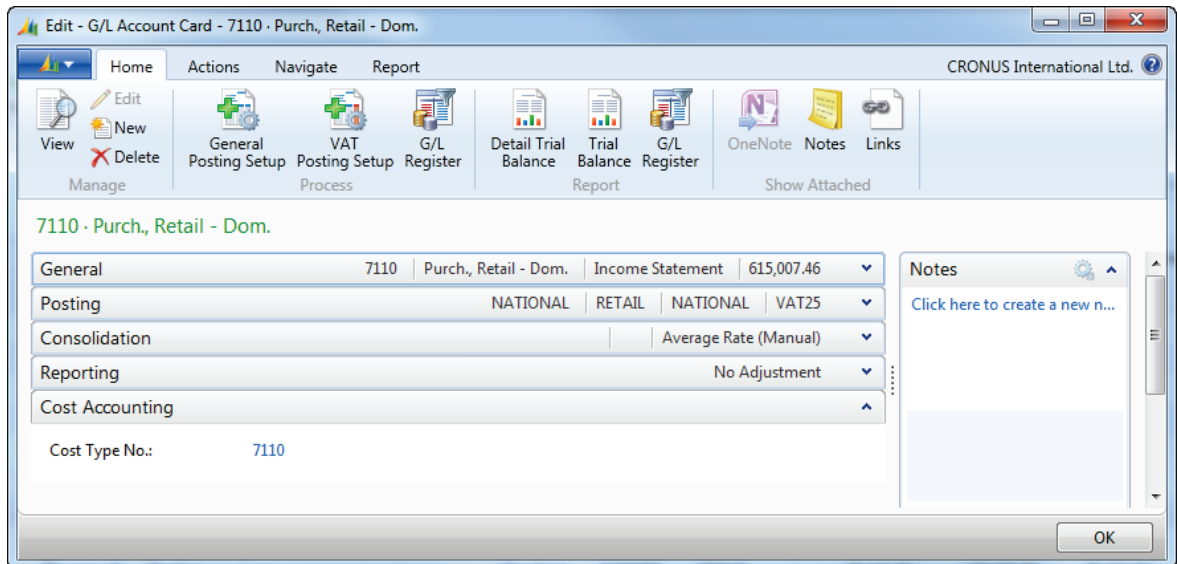 Edit - G/L Account Card - 7110 · Purch., Retail - Dom.
Home Actions Navigate Report CRONUS International Ltd.
View
Edit
New
Delete
General Posting Setup
VAT Posting Setup
G/L Register
Detail Trial Balance
Trial Balance
G/L Register
OneNote
Notes
Links
Manage Process Report Show Attached
7110 · Purch., Retail - Dom.
General 7110 Purch., Retail - Dom. Income Statement 615,007.46
Posting NATIONAL RETAIL NATIONAL VAT25
Consolidation Average Rate (Manual)
Reporting No Adjustment
Cost Accounting
Cost Type No.: 7110
Notes
Click here to create a new n...
OK